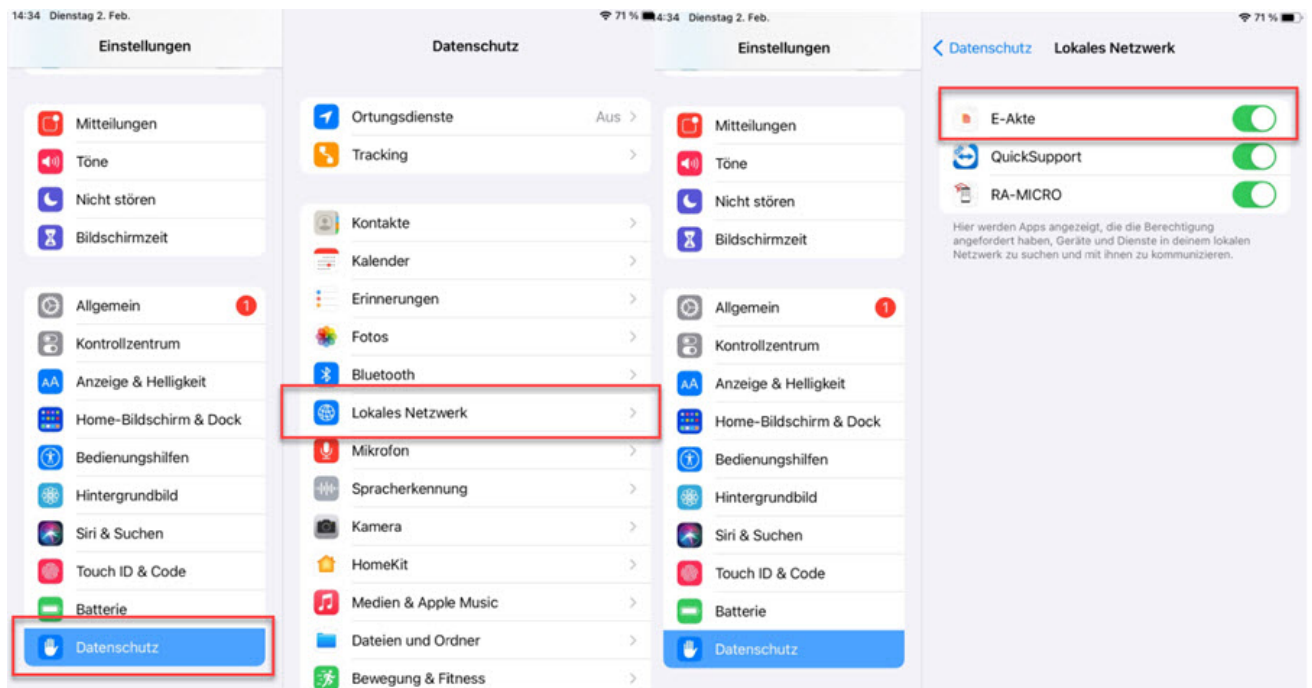 14:34 Dienstag 2. Feb.
71 %
Einstellungen
Mitteilungen
Töne
Nicht stören
Bildschirmzeit
Allgemein
1
Kontrollzentrum
AA
Anzeige & Helligkeit
Home-Bildschirm & Dock
Bedienungshilfen
Hintergrundbild
Siri & Suchen
Touch ID & Code
Batterie
Datenschutz
Datenschutz
Ortungsdienste Aus
Tracking
Kontakte
Kalender
Erinnerungen
Fotos
Bluetooth
Lokales Netzwerk
Mikrofon
Spracherkennung
Kamera
HomeKit
Medien & Apple Music
Dateien und Ordner
Bewegung & Fitness
4:34 Dienstag 2. Feb.
71 %
Einstellungen
Mitteilungen
Töne
Nicht stören
Bildschirmzeit
Allgemein
1
Kontrollzentrum
AA
Anzeige & Helligkeit
Home-Bildschirm & Dock
Bedienungshilfen
Hintergrundbild
Siri & Suchen
Touch ID & Code
Batterie
Datenschutz
Datenschutz Lokales Netzwerk
E-Akte
QuickSupport
RA-MICRO
Hier werden Apps angezeigt, die die Berechtigung
angefordert haben, Geräte und Dienste in deinem lokalen
Netzwerk zu suchen und mit ihnen zu kommunizieren.